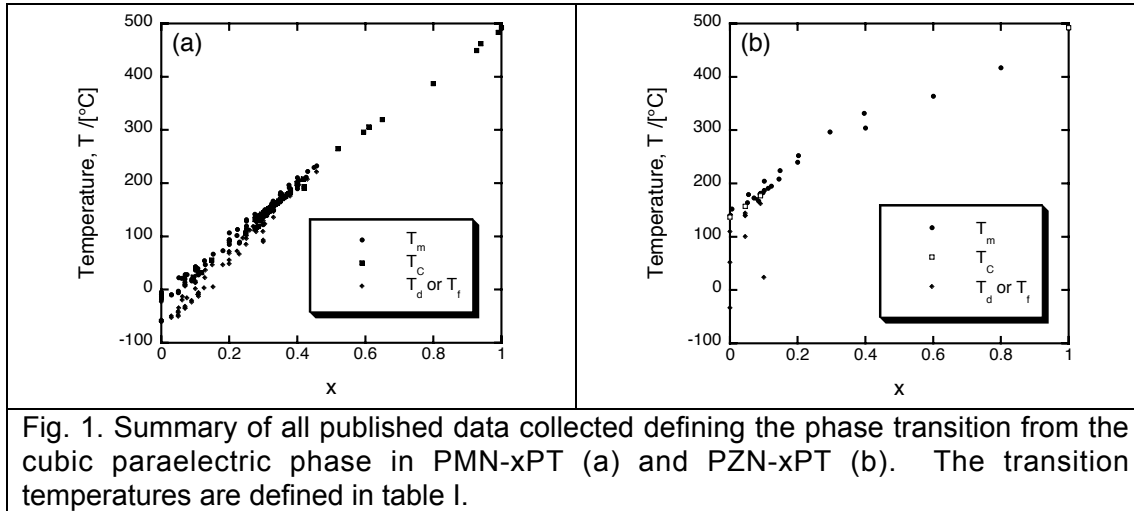 (a)
500
400
300
200
100
0
-100
Temperature, T /[°C]
0 0.2 0.4 0.6 0.8 1
x
T_m
T_C
T_d or T_f
(b)
500
400
300
200
100
0
-100
Temperature, T /[°C]
0 0.2 0.4 0.6 0.8 1
x
T_m
T_C
T_d or T_f
Fig. 1. Summary of all published data collected defining the phase transition from the
cubic paraelectric phase in PMN-xPT (a) and PZN-xPT (b). The transition
temperatures are defined in table I.